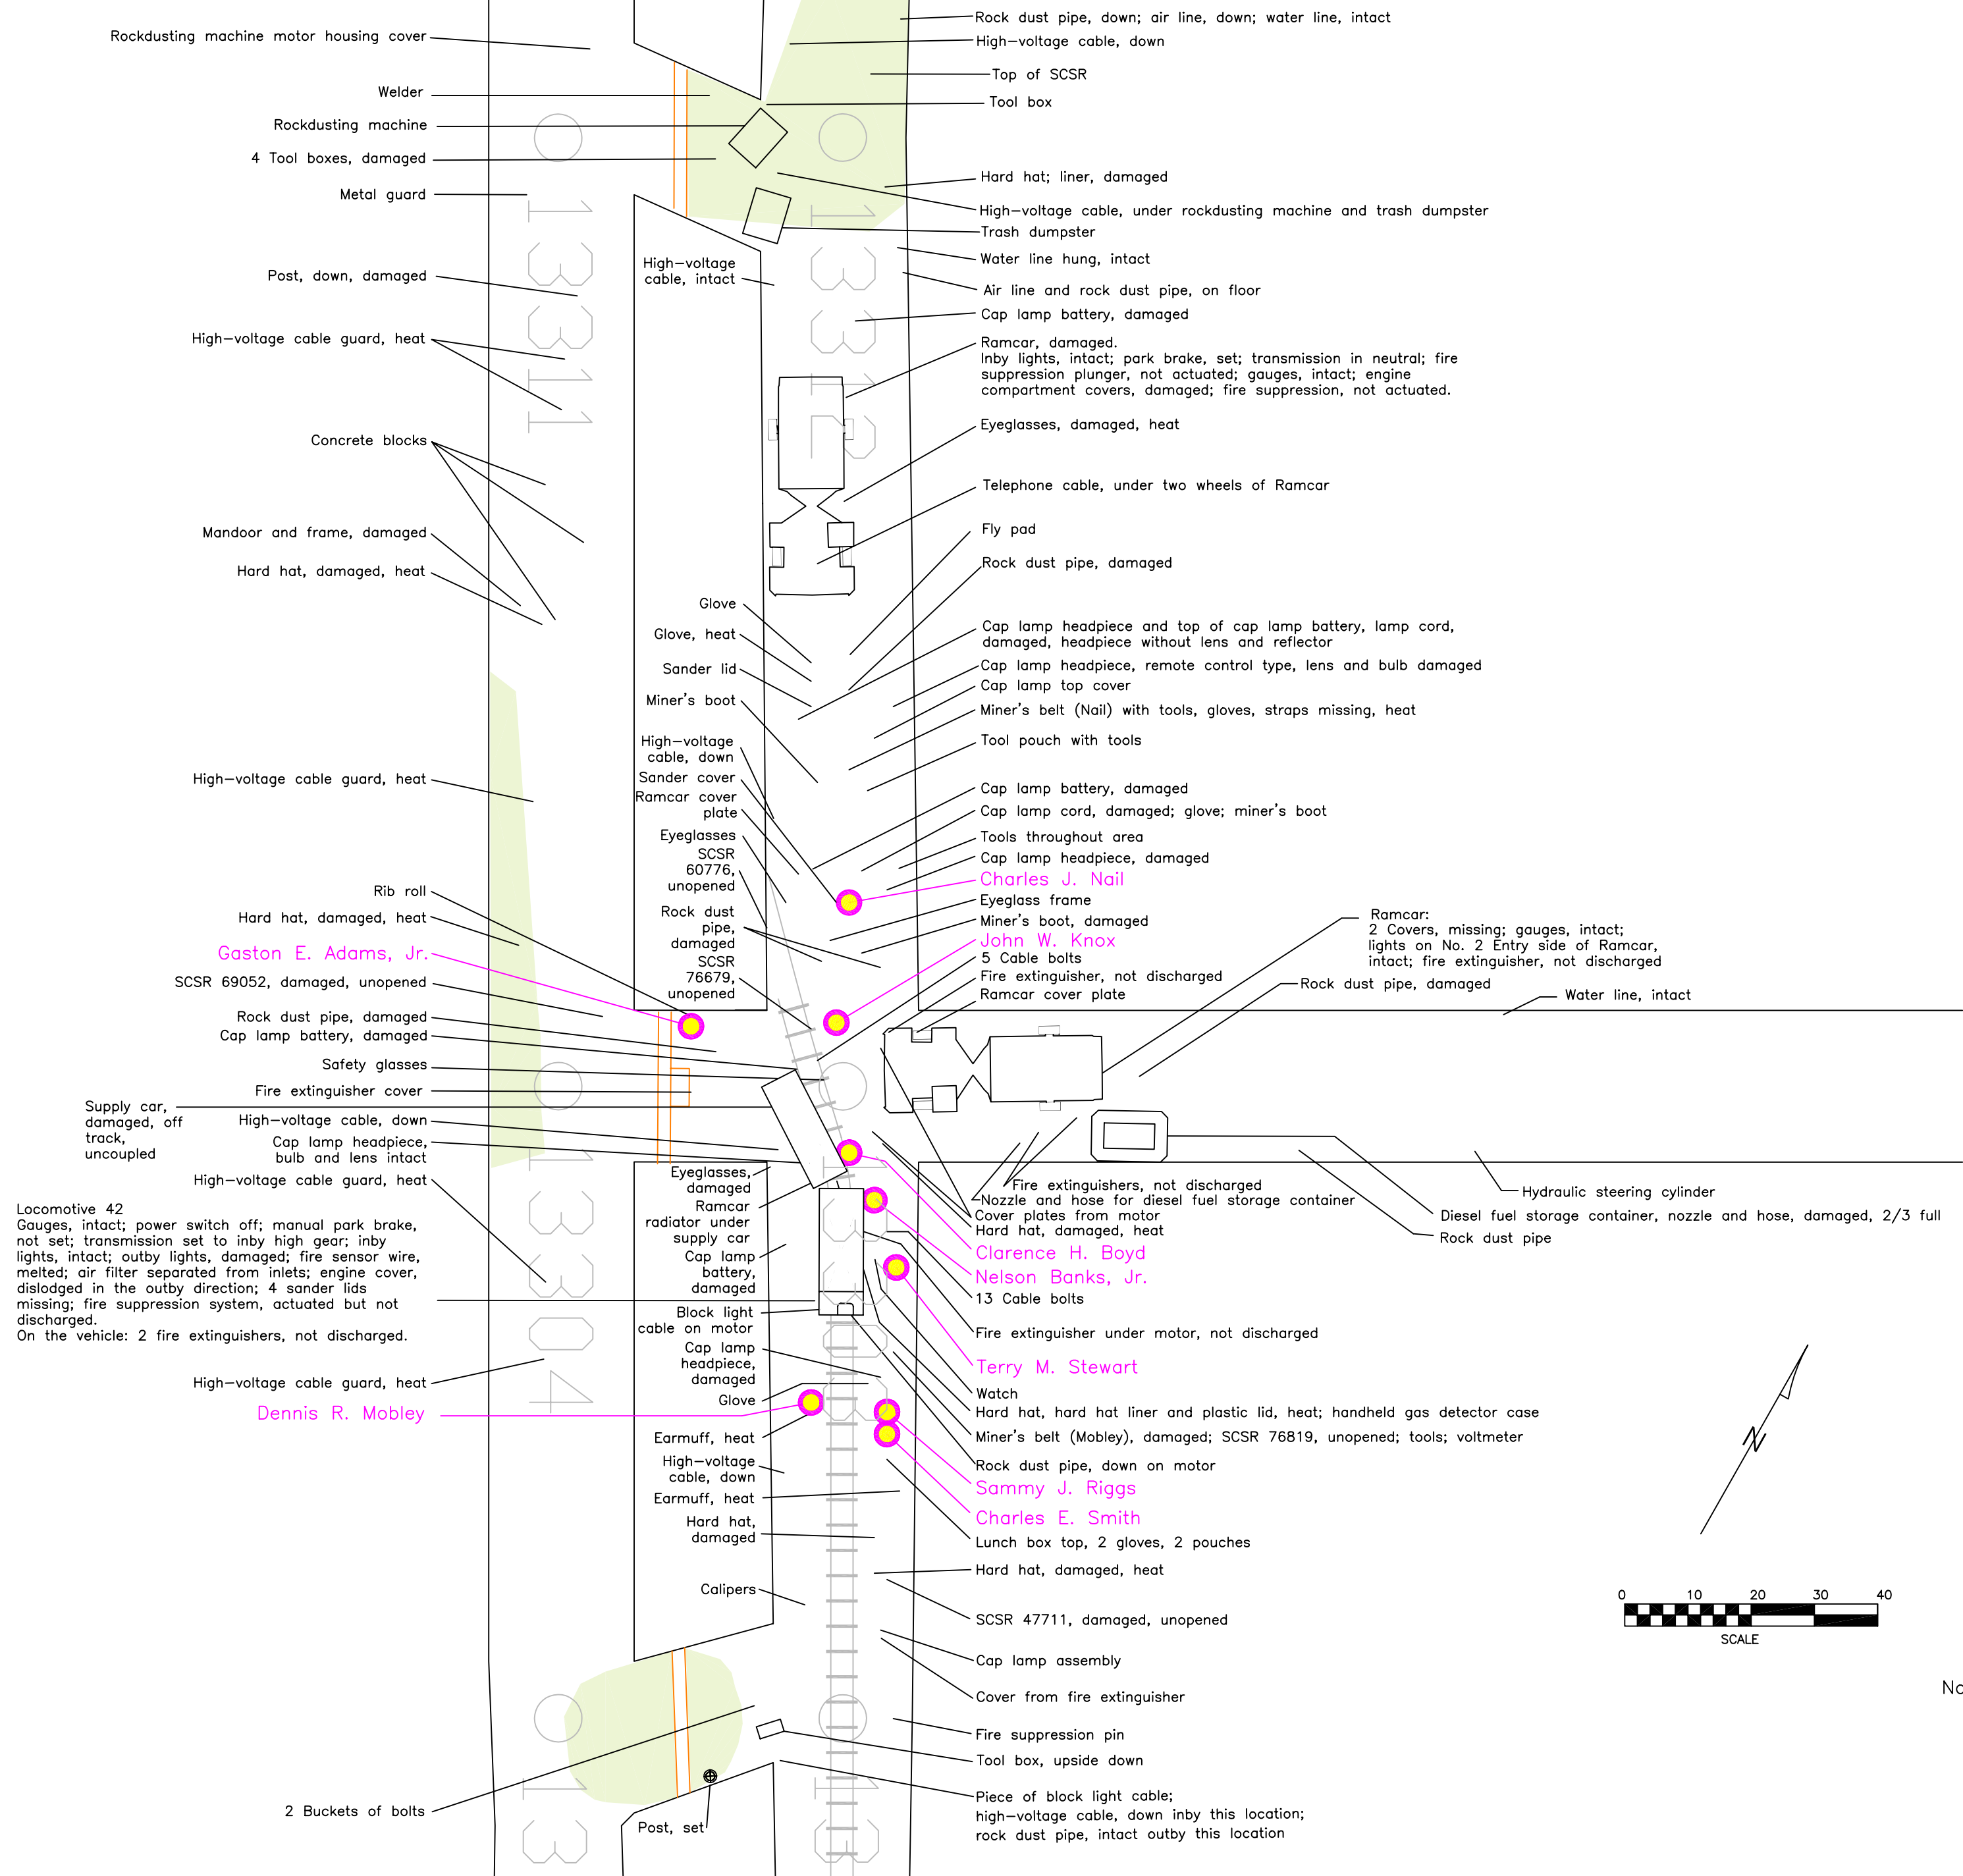 Rockdusting machine motor housing cover
Welder
Rockdusting machine
4 Tool boxes, damaged
Metal guard
Post, down, damaged
High-voltage cable guard, heat
Concrete blocks
Mandoor and frame, damaged
Hard hat, damaged, heat
High-voltage cable guard, heat
Rib roll
Hard hat, damaged, heat
Gaston E. Adams, Jr.
SCSR 69052, damaged, unopened
Rock dust pipe, damaged
Cap lamp battery, damaged
Safety glasses
Fire extinguisher cover
Supply car,
damaged, off
track,
uncoupled
High-voltage cable, down
Cap lamp headpiece,
bulb and lens intact
High-voltage cable guard, heat
Locomotive 42
Gauges, intact; power switch off; manual park brake,
not set; transmission set to inby high gear; inby
lights, intact; outby lights, damaged; fire sensor wire,
melted; air filter separated from inlets; engine cover,
dislodged in the outby direction; 4 sander lids
missing; fire suppression system, actuated but not
discharged.
On the vehicle: 2 fire extinguishers, not discharged.
High-voltage cable guard, heat
Dennis R. Mobley
2 Buckets of bolts
1331
1
1331
2
1330
4
1330
3
13
13
High-voltage
cable, intact
Glove
Glove, heat
Sander lid
Miner's boot
High-voltage
cable, down
Sander cover
Ramcar cover
plate
Eyeglasses
SCSR
60776,
unopened
Rock dust
pipe,
damaged
SCSR
76679,
unopened
Eyeglasses,
damaged
Ramcar
radiator under
supply car
Cap lamp
battery,
damaged
Block light
cable on motor
Cap lamp
headpiece,
damaged
Glove
Earmuff, heat
High-voltage
cable, down
Earmuff, heat
Hard hat,
damaged
Calipers
Post, set
Rock dust pipe, down; air line, down; water line, intact
High-voltage cable, down
Top of SCSR
Tool box
Hard hat; liner, damaged
High-voltage cable, under rockdusting machine and trash dumpster
Trash dumpster
Water line hung, intact
Air line and rock dust pipe, on floor
Cap lamp battery, damaged
Ramcar, damaged.
Inby lights, intact; park brake, set; transmission in neutral; fire
suppression plunger, not actuated; gauges, intact; engine
compartment covers, damaged; fire suppression, not actuated.
Eyeglasses, damaged, heat
Telephone cable, under two wheels of Ramcar
Fly pad
Rock dust pipe, damaged
Cap lamp headpiece and top of cap lamp battery, lamp cord,
damaged, headpiece without lens and reflector
Cap lamp headpiece, remote control type, lens and bulb damaged
Cap lamp top cover
Miner's belt (Nail) with tools, gloves, straps missing, heat
Tool pouch with tools
Cap lamp battery, damaged
Cap lamp cord, damaged; glove; miner's boot
Tools throughout area
Cap lamp headpiece, damaged
Charles J. Nail
Eyeglass frame
Miner's boot, damaged
John W. Knox
5 Cable bolts
Fire extinguisher, not discharged
Ramcar cover plate
Ramcar:
2 Covers, missing; gauges, intact;
lights on No. 2 Entry side of Ramcar,
intact; fire extinguisher, not discharged
Rock dust pipe, damaged
Water line, intact
Fire extinguishers, not discharged
Nozzle and hose for diesel fuel storage container
Cover plates from motor
Hard hat, damaged, heat
Clarence H. Boyd
Nelson Banks, Jr.
13 Cable bolts
Fire extinguisher under motor, not discharged
Terry M. Stewart
Watch
Hard hat, hard hat liner and plastic lid, heat; handheld gas detector case
Miner's belt (Mobley), damaged; SCSR 76819, unopened; tools; voltmeter
Rock dust pipe, down on motor
Sammy J. Riggs
Charles E. Smith
Lunch box top, 2 gloves, 2 pouches
Hard hat, damaged, heat
SCSR 47711, damaged, unopened
Cap lamp assembly
Cover from fire extinguisher
Fire suppression pin
Tool box, upside down
Piece of block light cable;
high-voltage cable, down inby this location;
rock dust pipe, intact outby this location
Hydraulic steering cylinder
Diesel fuel storage container, nozzle and hose, damaged, 2/3 full
Rock dust pipe
N
0 10 20 30 40
SCALE